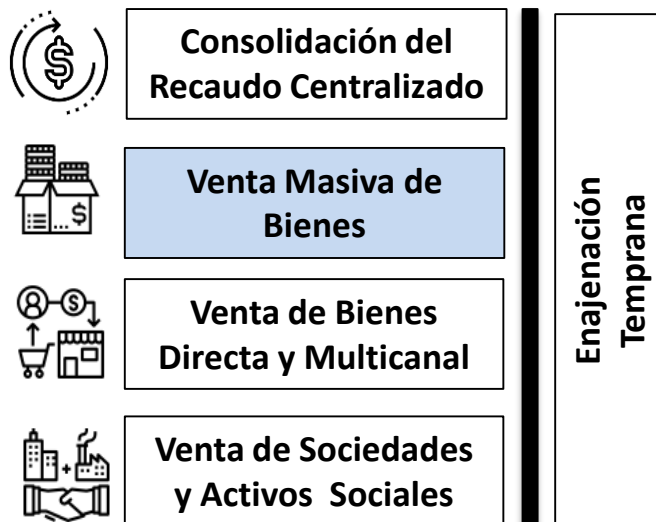 Consolidación del
Recaudo Centralizado
Venta Masiva de
Bienes
Venta de Bienes
Directa y Multicanal
Venta de Sociedades
y Activos Sociales
Enajenación
Temprana